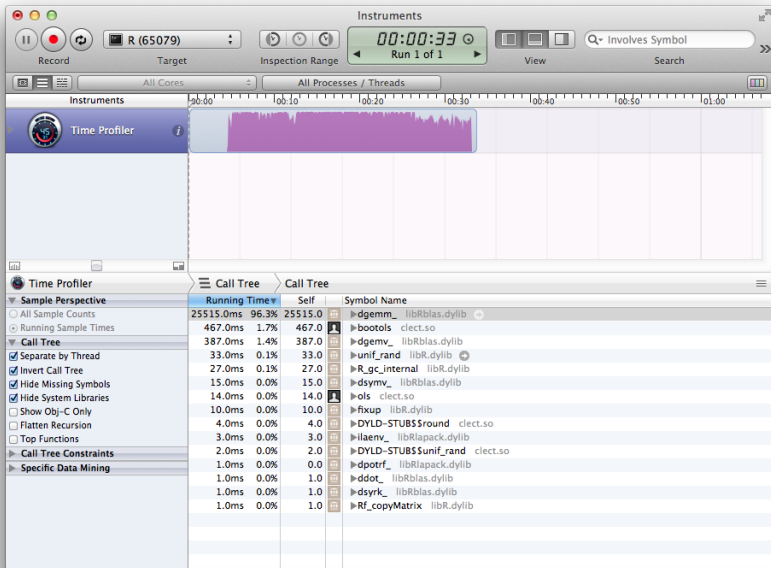 Instruments
R (65079)
00:00:33
Run 1 of 1
Involves Symbol
Record
Target
Inspection Range
View
Search
All Cores
All Processes / Threads
Instruments
00:00
00:10
00:20
00:30
00:40
00:50
01:00
Time Profiler
Time Profiler
Call Tree
Call Tree
Sample Perspective
All Sample Counts
Running Sample Times
Call Tree
Separate by Thread
Invert Call Tree
Hide Missing Symbols
Hide System Libraries
Show Obj-C Only
Flatten Recursion
Top Functions
Call Tree Constraints
Specific Data Mining
Running Time Self Symbol Name
25515.0ms 96.3% 25515.0 dgemm_ libRblas.dylib
467.0ms 1.7% 467.0 bootols clect.so
387.0ms 1.4% 387.0 dgemv_ libRblas.dylib
33.0ms 0.1% 33.0 unif_rand libR.dylib
27.0ms 0.1% 27.0 R_gc_internal libR.dylib
15.0ms 0.0% 15.0 dsymv_ libRblas.dylib
14.0ms 0.0% 14.0 ols clect.so
10.0ms 0.0% 10.0 fixup libR.dylib
4.0ms 0.0% 4.0 DYLD-STUB$$round clect.so
3.0ms 0.0% 3.0 ilaenv_ libRlapack.dylib
2.0ms 0.0% 2.0 DYLD-STUB$$unif_rand clect.so
1.0ms 0.0% 0.0 dpotrf_ libRlapack.dylib
1.0ms 0.0% 1.0 ddot_ libRblas.dylib
1.0ms 0.0% 1.0 dsyrk_ libRblas.dylib
1.0ms 0.0% 1.0 Rf_copyMatrix libR.dylib